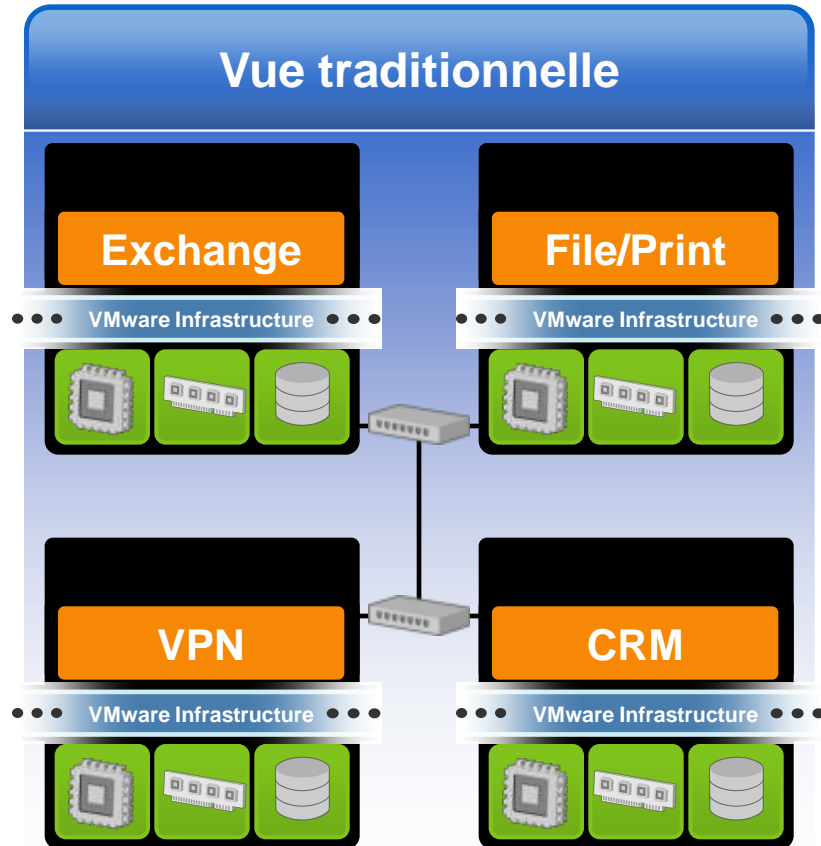 Vue traditionnelle
Exchange
File/Print
VMware Infrastructure
VMware Infrastructure
VPN
CRM
VMware Infrastructure
VMware Infrastructure